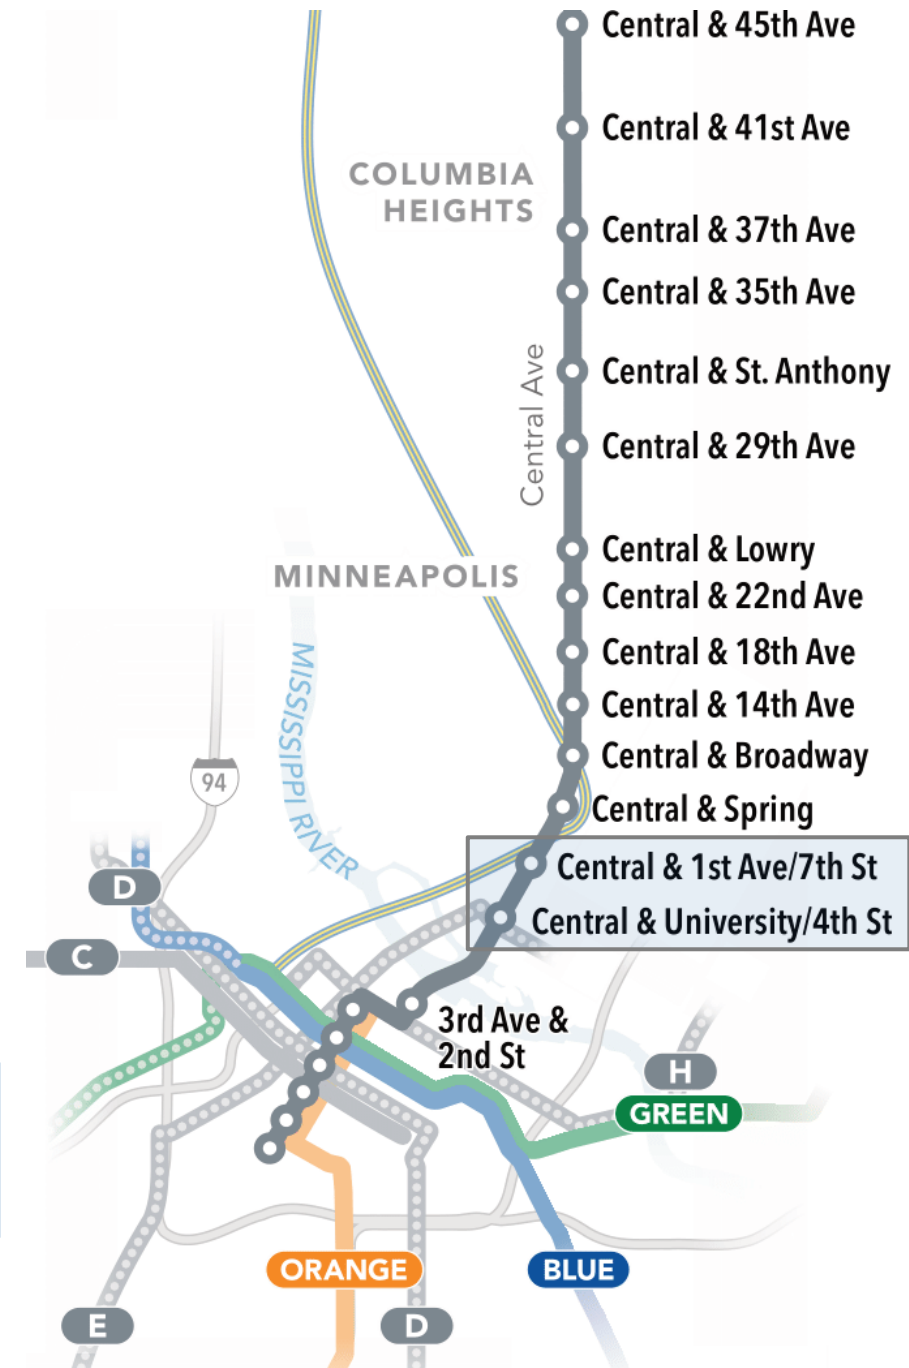 Central & 45th Ave
Central & 41st Ave
COLUMBIA
HEIGHTS
Central & 37th Ave
Central & 35th Ave
Central Ave
Central & St. Anthony
Central & 29th Ave
Central & Lowry
MINNEAPOLIS
Central & 22nd Ave
Central & 18th Ave
MISSISSIPPI RIVER
Central & 14th Ave
Central & Broadway
94
Central & Spring
Central & 1st Ave/7th St
D
Central & University/4th St
C
3rd Ave &
2nd St
H
GREEN
ORANGE
BLUE
E
D